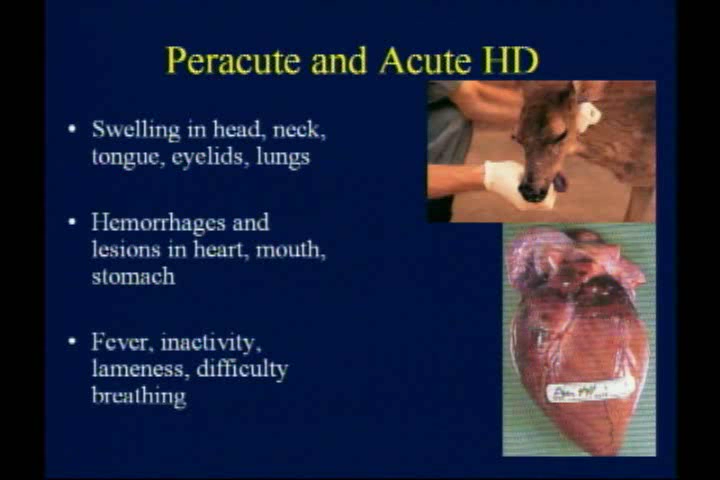 Peracute and Acute HD
• Swelling in head, neck,
tongue, eyelids, lungs
• Hemorrhages and
lesions in heart, mouth,
stomach
• Fever, inactivity,
lameness, difficulty
breathing